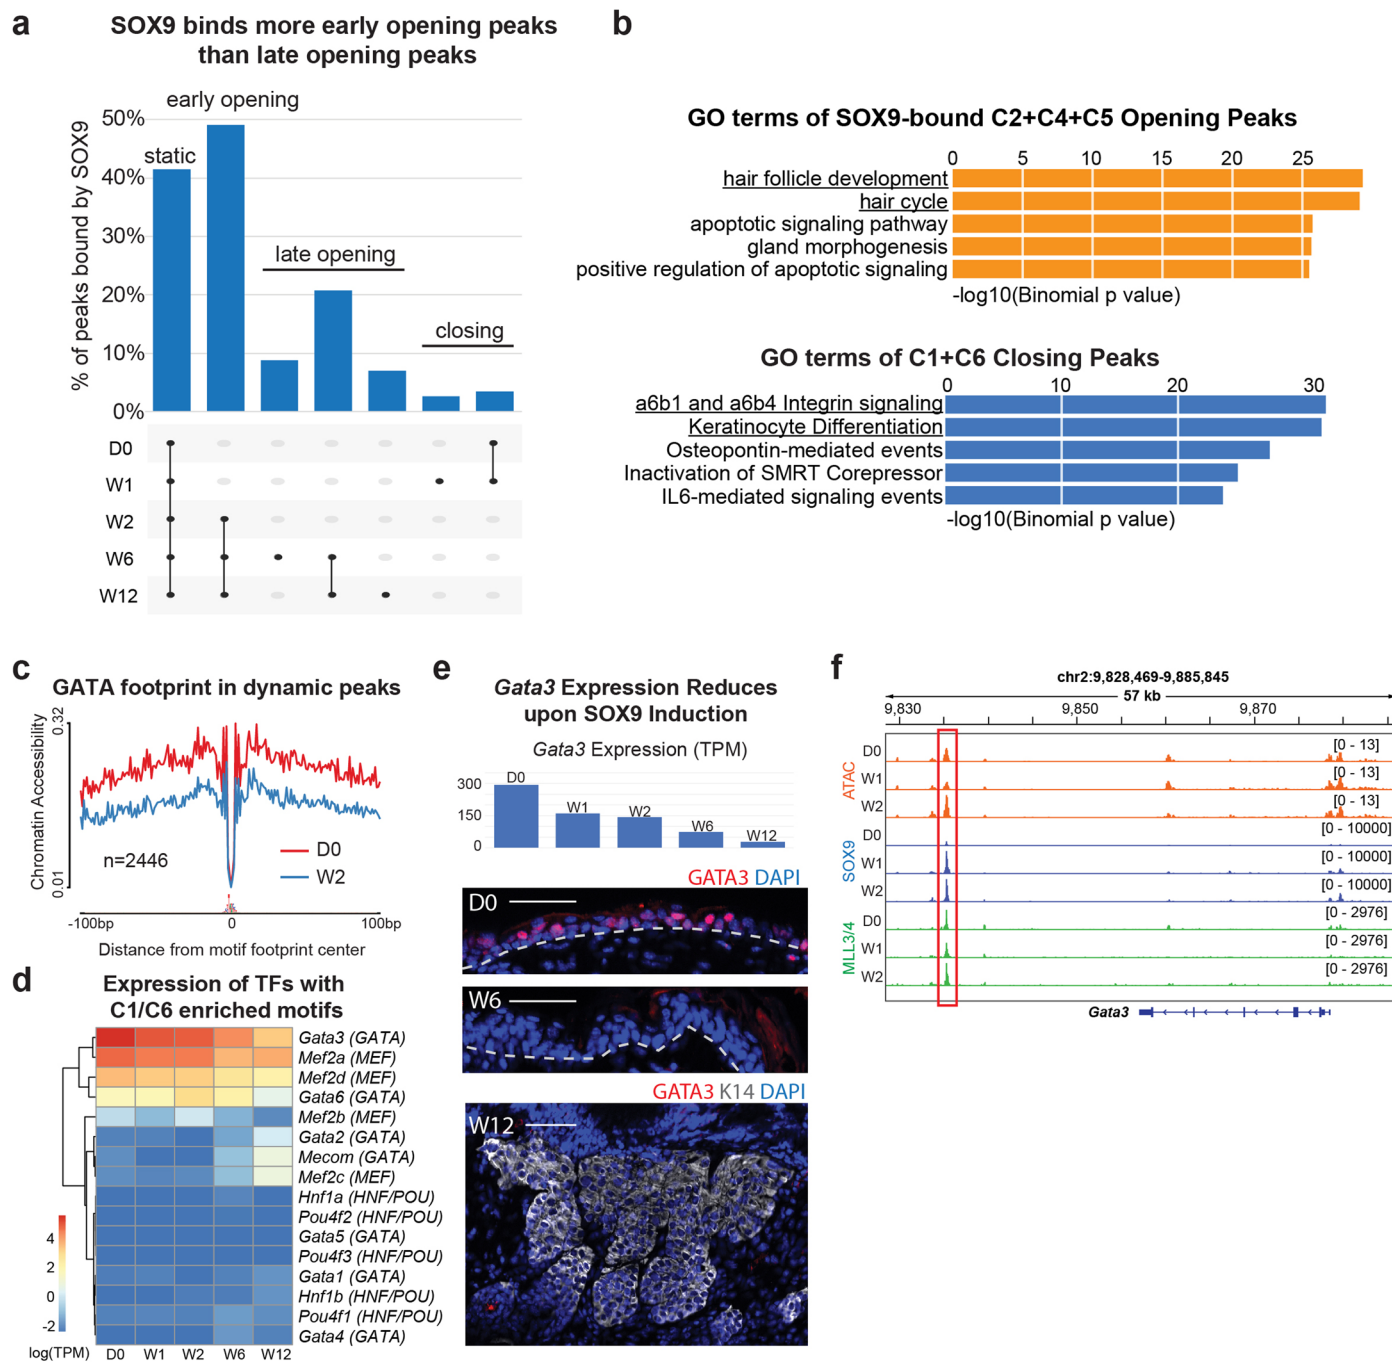 a
SOX9 binds more early opening peaks
than late opening peaks
early opening
static
late opening
closing
% of peaks bound by SOX9
50%
40%
30%
20%
10%
0%
D0
W1
W2
W6
W12
b
GO terms of SOX9-bound C2+C4+C5 Opening Peaks
0 5 10 15 20 25
hair follicle development
hair cycle
apoptotic signaling pathway
gland morphogenesis
positive regulation of apoptotic signaling
-log10(Binomial p value)
GO terms of C1+C6 Closing Peaks
0 10 20 30
a6b1 and a6b4 Integrin signaling
Keratinocyte Differentiation
Osteopontin-mediated events
Inactivation of SMRT Corepressor
IL6-mediated signaling events
-log10(Binomial p value)
c
GATA footprint in dynamic peaks
Chromatin Accessibility
0.32
0.01
n=2446
D0
W2
-100bp 0 100bp
Distance from motif footprint center
d
Expression of TFs with
C1/C6 enriched motifs
Gata3 (GATA)
Mef2a (MEF)
Mef2d (MEF)
Gata6 (GATA)
Mef2b (MEF)
Gata2 (GATA)
Mecom (GATA)
Mef2c (MEF)
Hnf1a (HNF/POU)
Pou4f2 (HNF/POU)
Gata5 (GATA)
Pou4f3 (HNF/POU)
Gata1 (GATA)
Hnf1b (HNF/POU)
Pou4f1 (HNF/POU)
Gata4 (GATA)
4
2
0
-2
log(TPM)
D0 W1 W2 W6 W12
e
Gata3 Expression Reduces
upon SOX9 Induction
Gata3 Expression (TPM)
300
150
0
D0
W1
W2
W6
W12
GATA3 DAPI
D0
W6
GATA3 K14 DAPI
W12
f
chr2:9,828,469-9,885,845
57 kb
9,830 9,850 9,870
ATAC
D0 [0 - 13]
W1 [0 - 13]
W2 [0 - 13]
SOX9
D0 [0 - 10000]
W1 [0 - 10000]
W2 [0 - 10000]
MLL3/4
D0 [0 - 2976]
W1 [0 - 2976]
W2 [0 - 2976]
Gata3